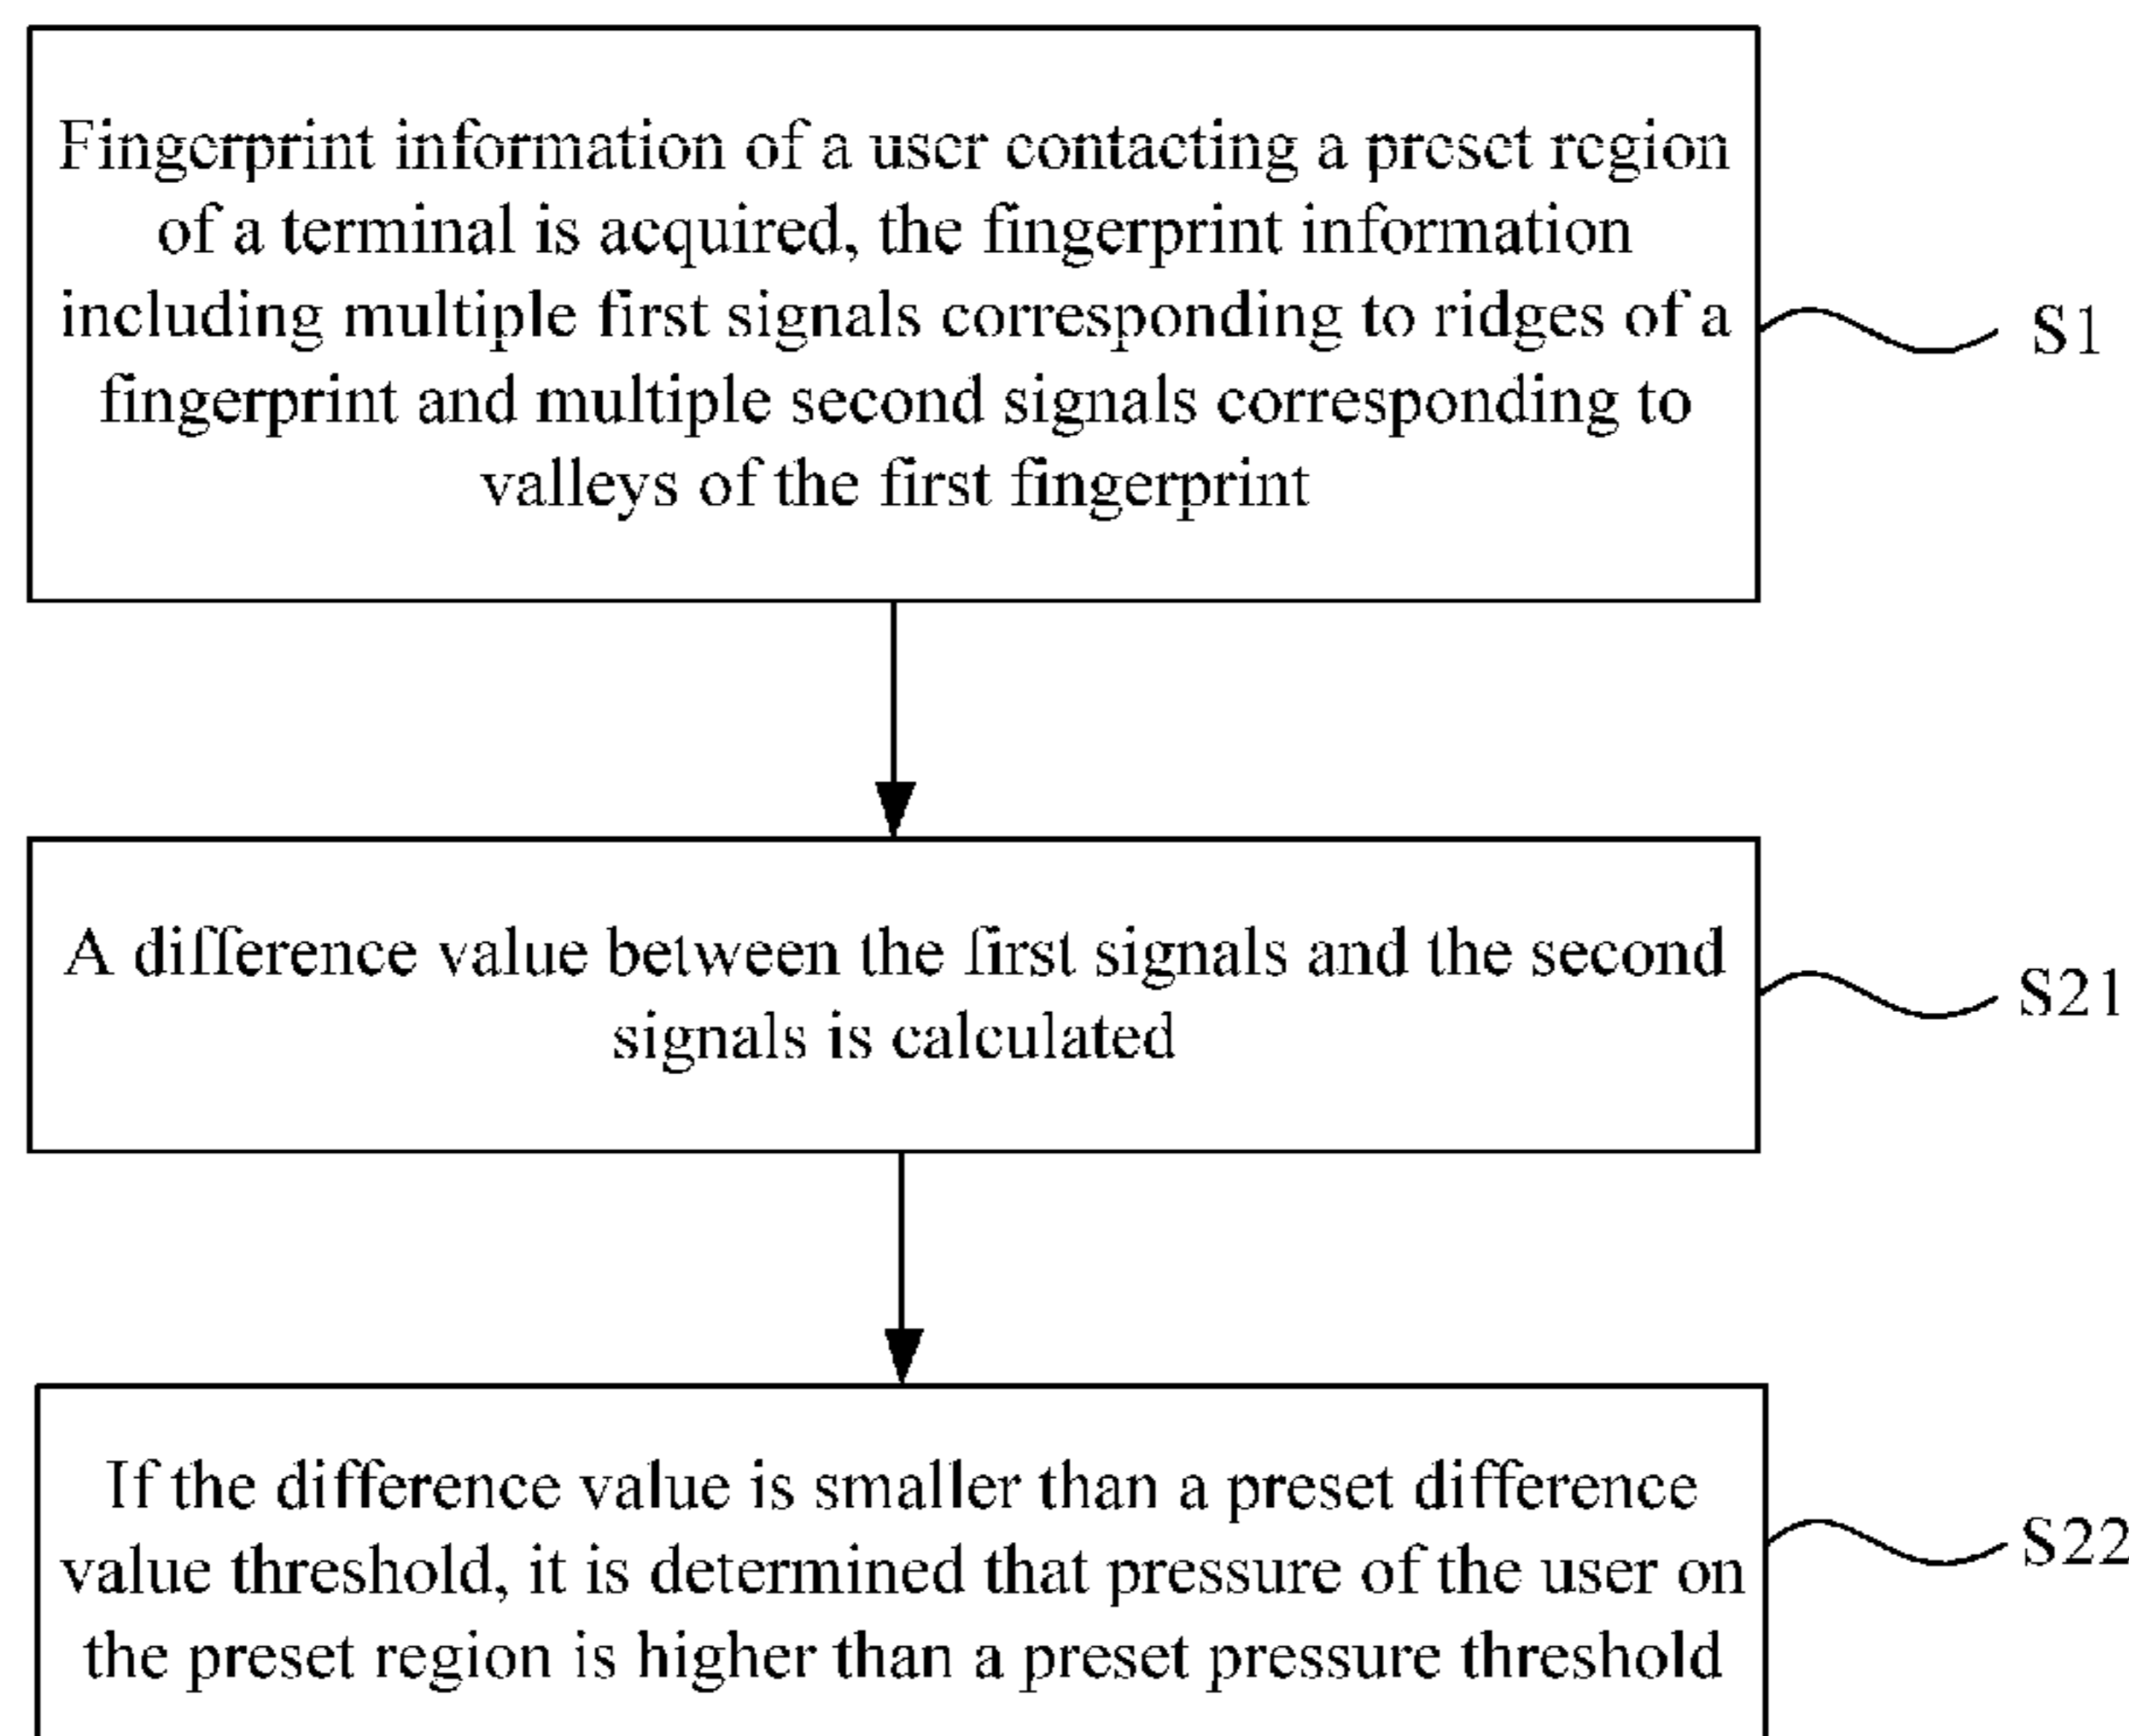 Fingerprint information of a user contacting a preset region
of a terminal is acquired, the fingerprint information
including multiple first signals corresponding to ridges of a
fingerprint and multiple second signals corresponding to
valleys of the first fingerprint
S1
A difference value between the first signals and the second
signals is calculated
S21
If the difference value is smaller than a preset difference
value threshold, it is determined that pressure of the user on
the preset region is higher than a preset pressure threshold
S22